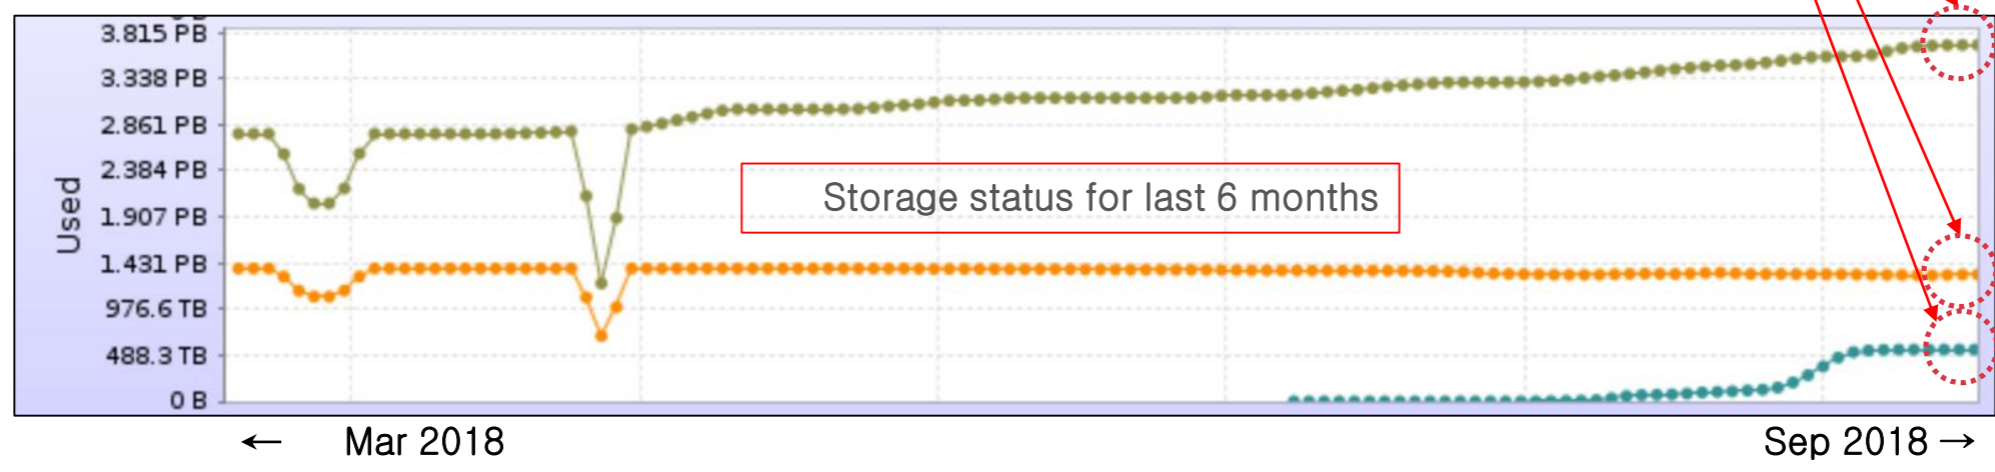 3.815 PB
3.338 PB
2.861 PB
2.384 PB
1.907 PB
1.431 PB
976.6 TB
488.3 TB
0 B
Used
Storage status for last 6 months
← Mar 2018
Sep 2018 →